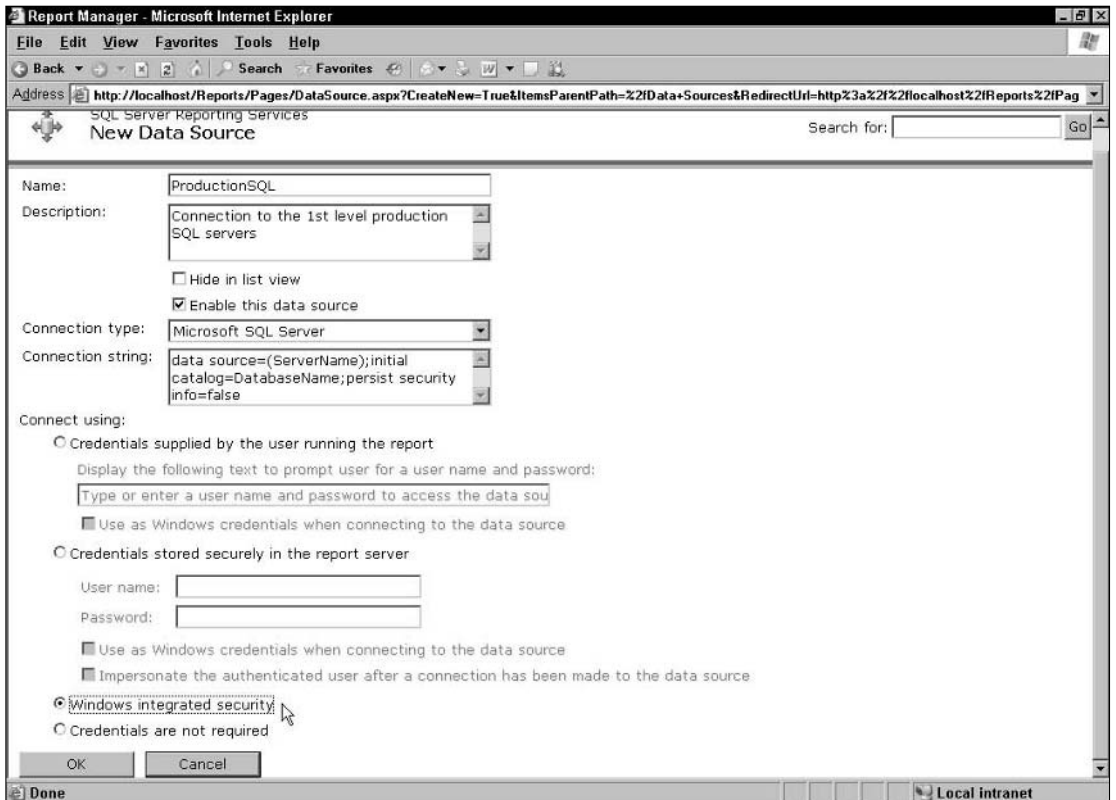 Report Manager - Microsoft Internet Explorer
File Edit View Favorites Tools Help
Back Search Favorites
Address http://localhost/Reports/Pages/DataSource.aspx?CreateNew=True&ItemsParentPath=%2fData+Sources&RedirectUrl=http%3a%2f%2flocalhost%2fReports%2fPag
SQL Server Reporting Services
New Data Source
Search for: Go
Name: ProductionSQL
Description: Connection to the 1st level production
SQL servers
Hide in list view
Enable this data source
Connection type: Microsoft SQL Server
Connection string: data source=(ServerName);initial
catalog=DatabaseName;persist security
info=false
Connect using:
Credentials supplied by the user running the report
Display the following text to prompt user for a user name and password:
Type or enter a user name and password to access the data sou
Use as Windows credentials when connecting to the data source
Credentials stored securely in the report server
User name:
Password:
Use as Windows credentials when connecting to the data source
Impersonate the authenticated user after a connection has been made to the data source
Windows integrated security
Credentials are not required
OK Cancel
Done Local intranet